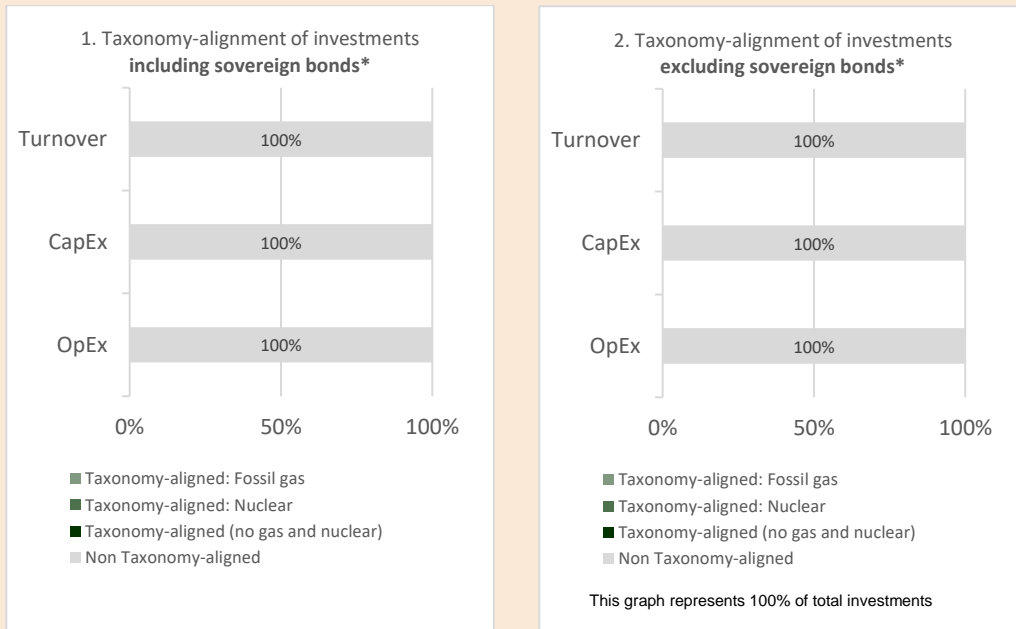 1. Taxonomy-alignment of investments
including sovereign bonds*
Turnover
100%
CapEx
100%
OpEx
100%
0% 50% 100%
Taxonomy-aligned: Fossil gas
Taxonomy-aligned: Nuclear
Taxonomy-aligned (no gas and nuclear)
Non Taxonomy-aligned
2. Taxonomy-alignment of investments
excluding sovereign bonds*
Turnover
100%
CapEx
100%
OpEx
100%
0% 50% 100%
Taxonomy-aligned: Fossil gas
Taxonomy-aligned: Nuclear
Taxonomy-aligned (no gas and nuclear)
Non Taxonomy-aligned
This graph represents 100% of total investments